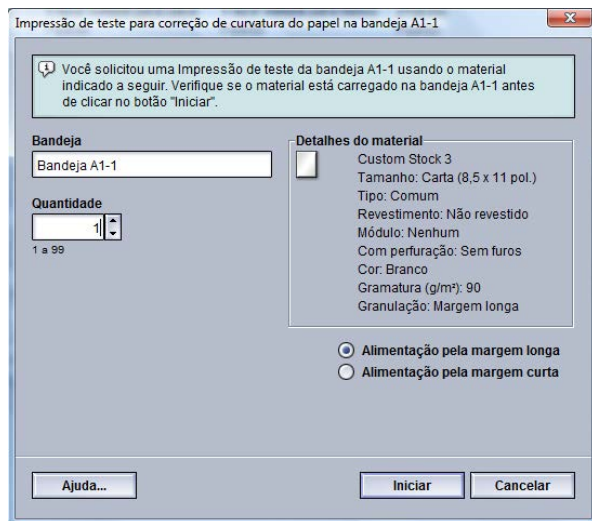 Impressão de teste para correção de curvatura do papel na bandeja A1-1
Você solicitou uma Impressão de teste da bandeja A1-1 usando o material
indicado a seguir. Verifique se o material está carregado na bandeja A1-1 antes
de clicar no botão "Iniciar".
Bandeja
Bandeja A1-1
Quantidade
1
1 a 99
Detalhes do material
Custom Stock 3
Tamanho: Carta (8,5 x 11 pol.)
Tipo: Comum
Revestimento: Não revestido
Módulo: Nenhum
Com perfuração: Sem furos
Cor: Branco
Gramatura (g/m²): 90
Granulação: Margem longa
Alimentação pela margem longa
Alimentação pela margem curta
Ajuda...
Iniciar
Cancelar